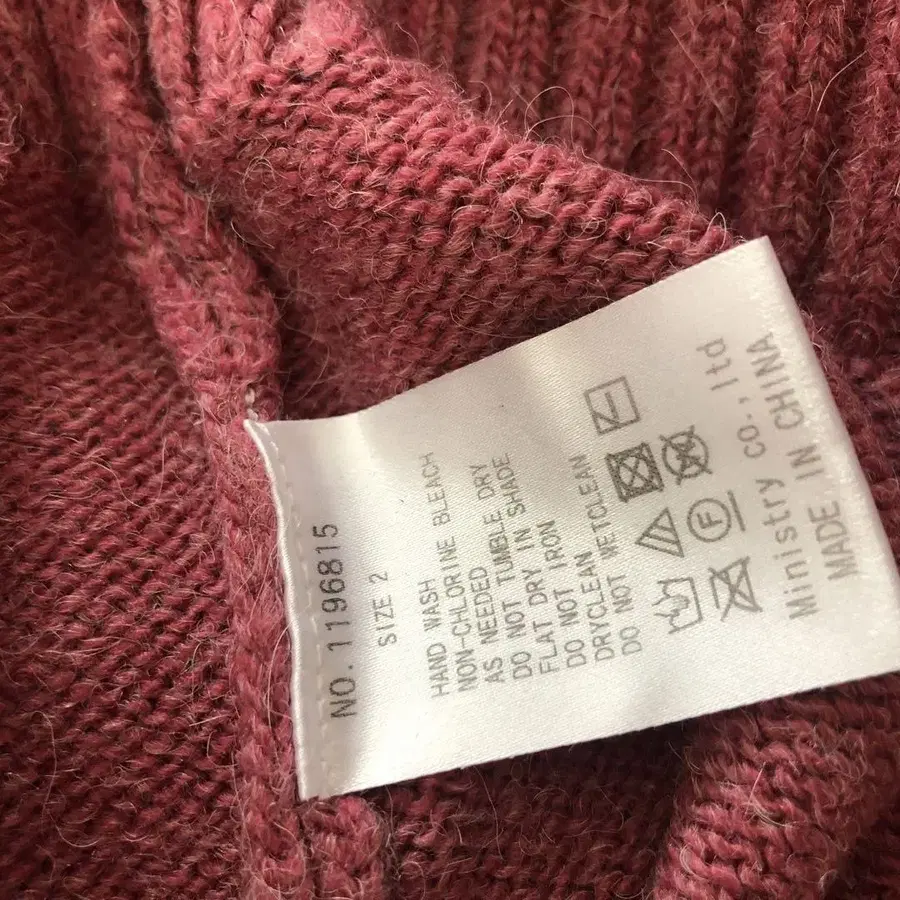 NO. 1196815
SIZE 2
HAND WASH
NON-CHLORINE BLEACH
AS NEEDED
DO NOT TUMBLE DRY
FLAT DRY IN SHADE
DO NOT IRON
DRYCLEAN
DO NOT WETCLEAN
F
Ministry co., ltd
MADE IN CHINA